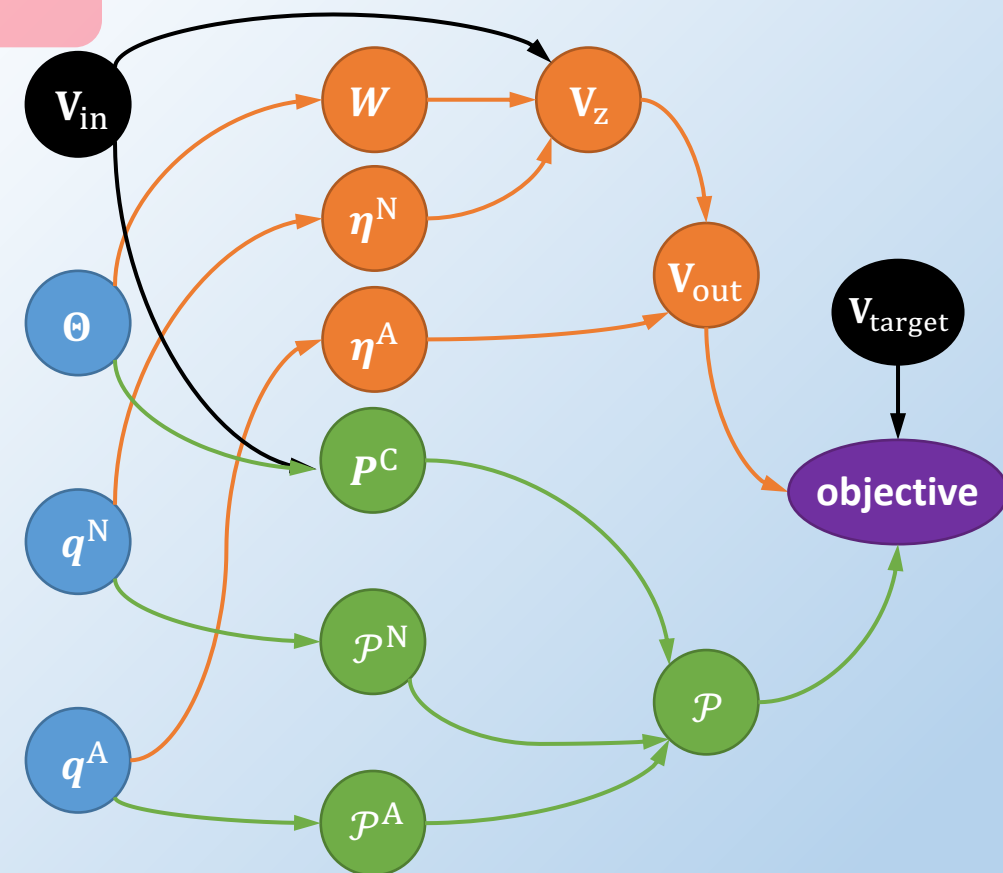 V_in
W
V_z
η^N
Θ
V_out
V_target
η^A
P^C
objective
q^N
𝒫^N
𝒫
q^A
𝒫^A